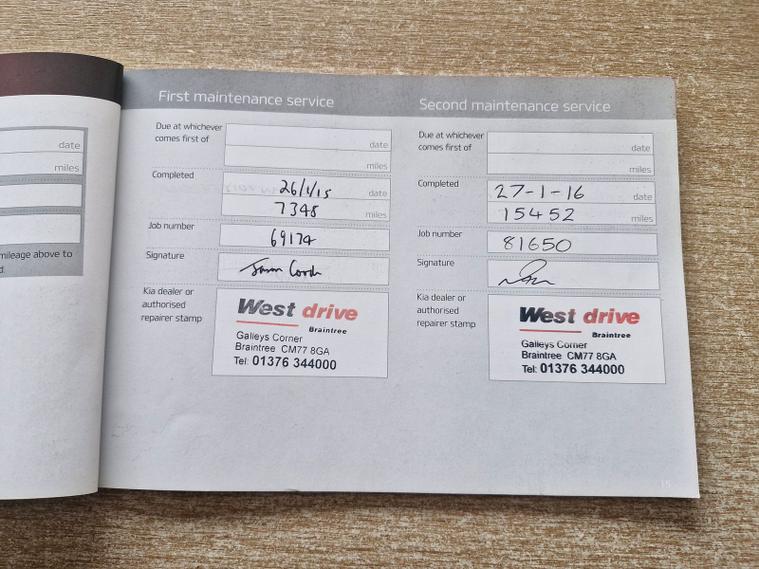 date
miles
mileage above to
d.
First maintenance service
Due at whichever
comes first of
date
miles
Completed
26/1/15 date
7348 miles
Job number
69174
Signature
Kia dealer or
authorised
repairer stamp
West drive
Braintree
Galleys Corner
Braintree CM77 8GA
Tel: 01376 344000
Second maintenance service
Due at whichever
comes first of
date
miles
Completed
27-1-16 date
15452 miles
Job number
81650
Signature
Kia dealer or
authorised
repairer stamp
West drive
Braintree
Galleys Corner
Braintree CM77 8GA
Tel: 01376 344000
15